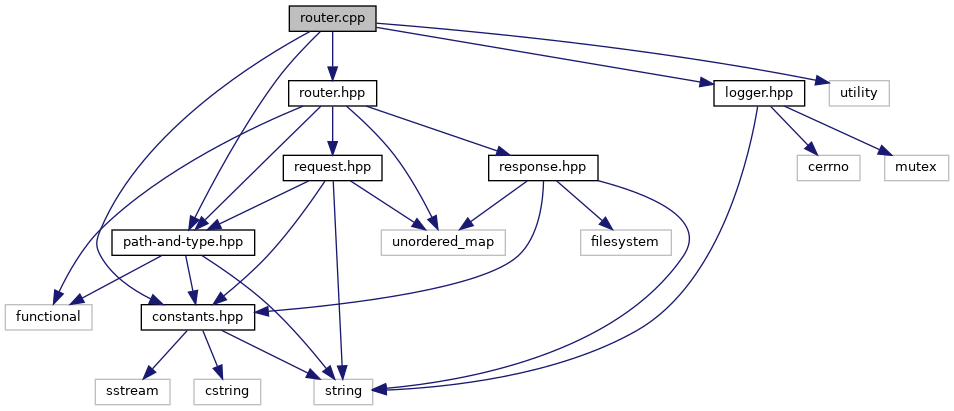 router.cpp
router.hpp
logger.hpp
utility
request.hpp
response.hpp
cerrno
mutex
path-and-type.hpp
unordered_map
filesystem
functional
constants.hpp
sstream
cstring
string